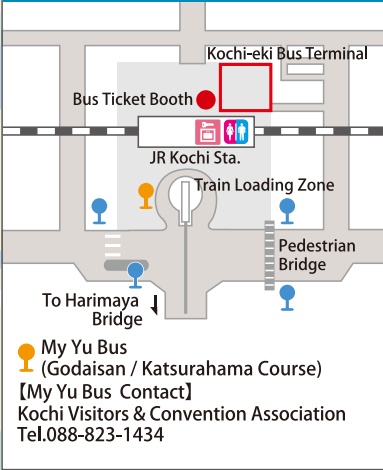 Kochi-eki Bus Terminal
Bus Ticket Booth
JR Kochi Sta.
Train Loading Zone
Pedestrian
Bridge
To Harimaya
Bridge
My Yu Bus
(Godaisan / Katsurahama Course)
【My Yu Bus Contact】
Kochi Visitors & Convention Association
Tel.088-823-1434